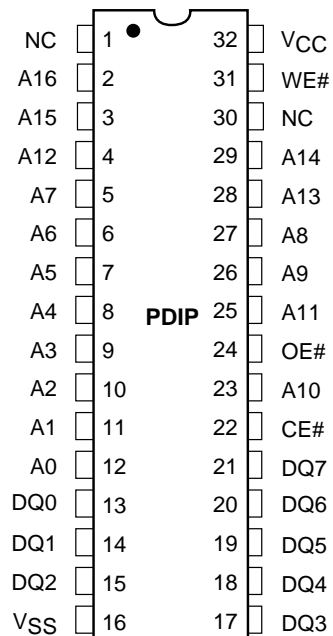 NC 1 32 VCC
A16 2 31 WE#
A15 3 30 NC
A12 4 29 A14
A7 5 28 A13
A6 6 27 A8
A5 7 26 A9
A4 8 PDIP 25 A11
A3 9 24 OE#
A2 10 23 A10
A1 11 22 CE#
A0 12 21 DQ7
DQ0 13 20 DQ6
DQ1 14 19 DQ5
DQ2 15 18 DQ4
VSS 16 17 DQ3